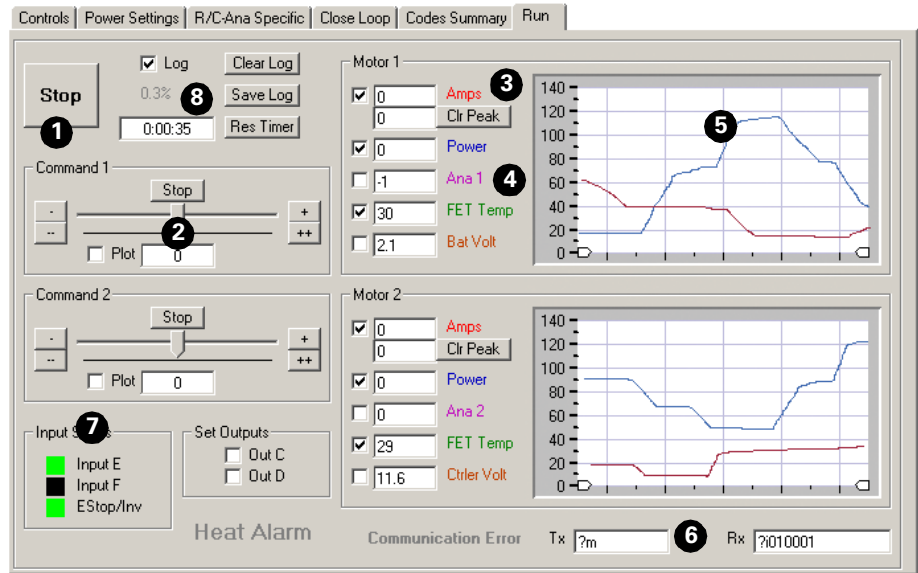 Controls Power Settings R/C-Ana Specific Close Loop Codes Summary Run
Stop
1
Log
0.3%
8
0:00:35
Clear Log
Save Log
Res Timer
Command 1
Stop
- +
-- ++
2
Plot 0
Command 2
Stop
- +
-- ++
Plot 0
Input
7
Input E
Input F
EStop/Inv
Set Outputs
Out C
Out D
Heat Alarm
Motor 1
0 Amps 3
0 Clr Peak
0 Power
-1 Ana 1 4
30 FET Temp
2.1 Bat Volt
140
120
100
80
60
40
20
0
5
Motor 2
0 Amps
0 Clr Peak
0 Power
0 Ana 2
29 FET Temp
11.6 Ctrler Volt
140
120
100
80
60
40
20
0
Communication Error Tx ?m 6 Rx ?i010001